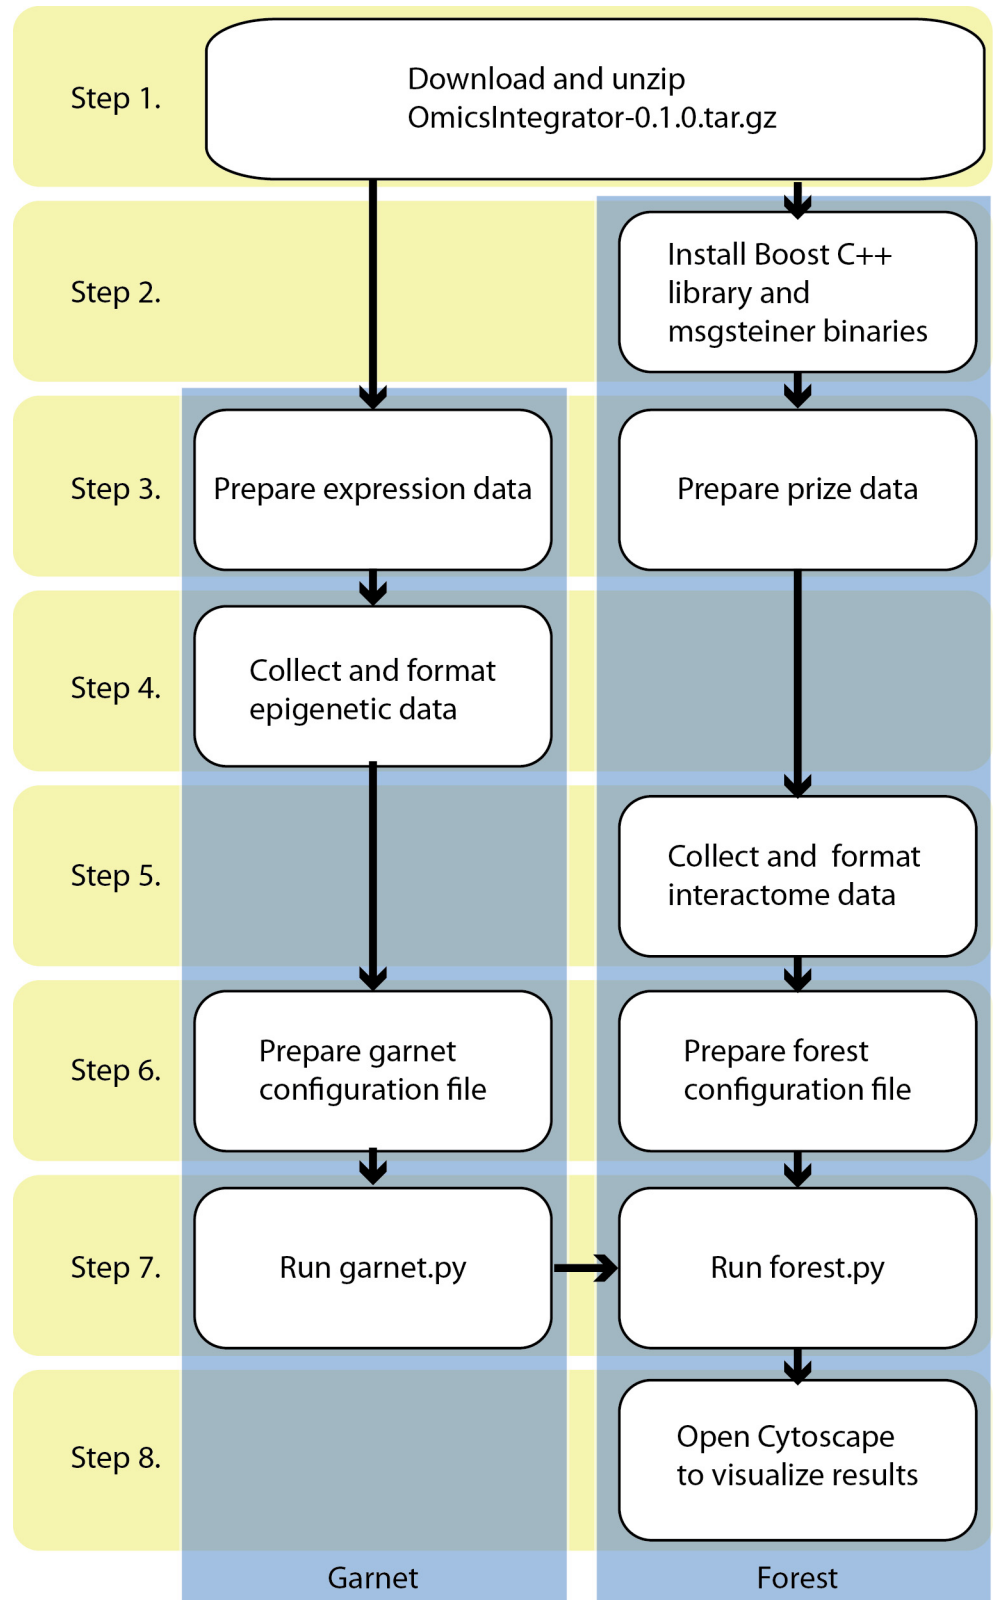 Step 1.
Download and unzip
OmicsIntegrator-0.1.0.tar.gz
Step 2.
Install Boost C++
library and
msgsteiner binaries
Step 3.
Prepare expression data
Prepare prize data
Step 4.
Collect and format
epigenetic data
Step 5.
Collect and  format
interactome data
Step 6.
Prepare garnet
configuration file
Prepare forest
configuration file
Step 7.
Run garnet.py
Run forest.py
Step 8.
Open Cytoscape
to visualize results
Garnet
Forest